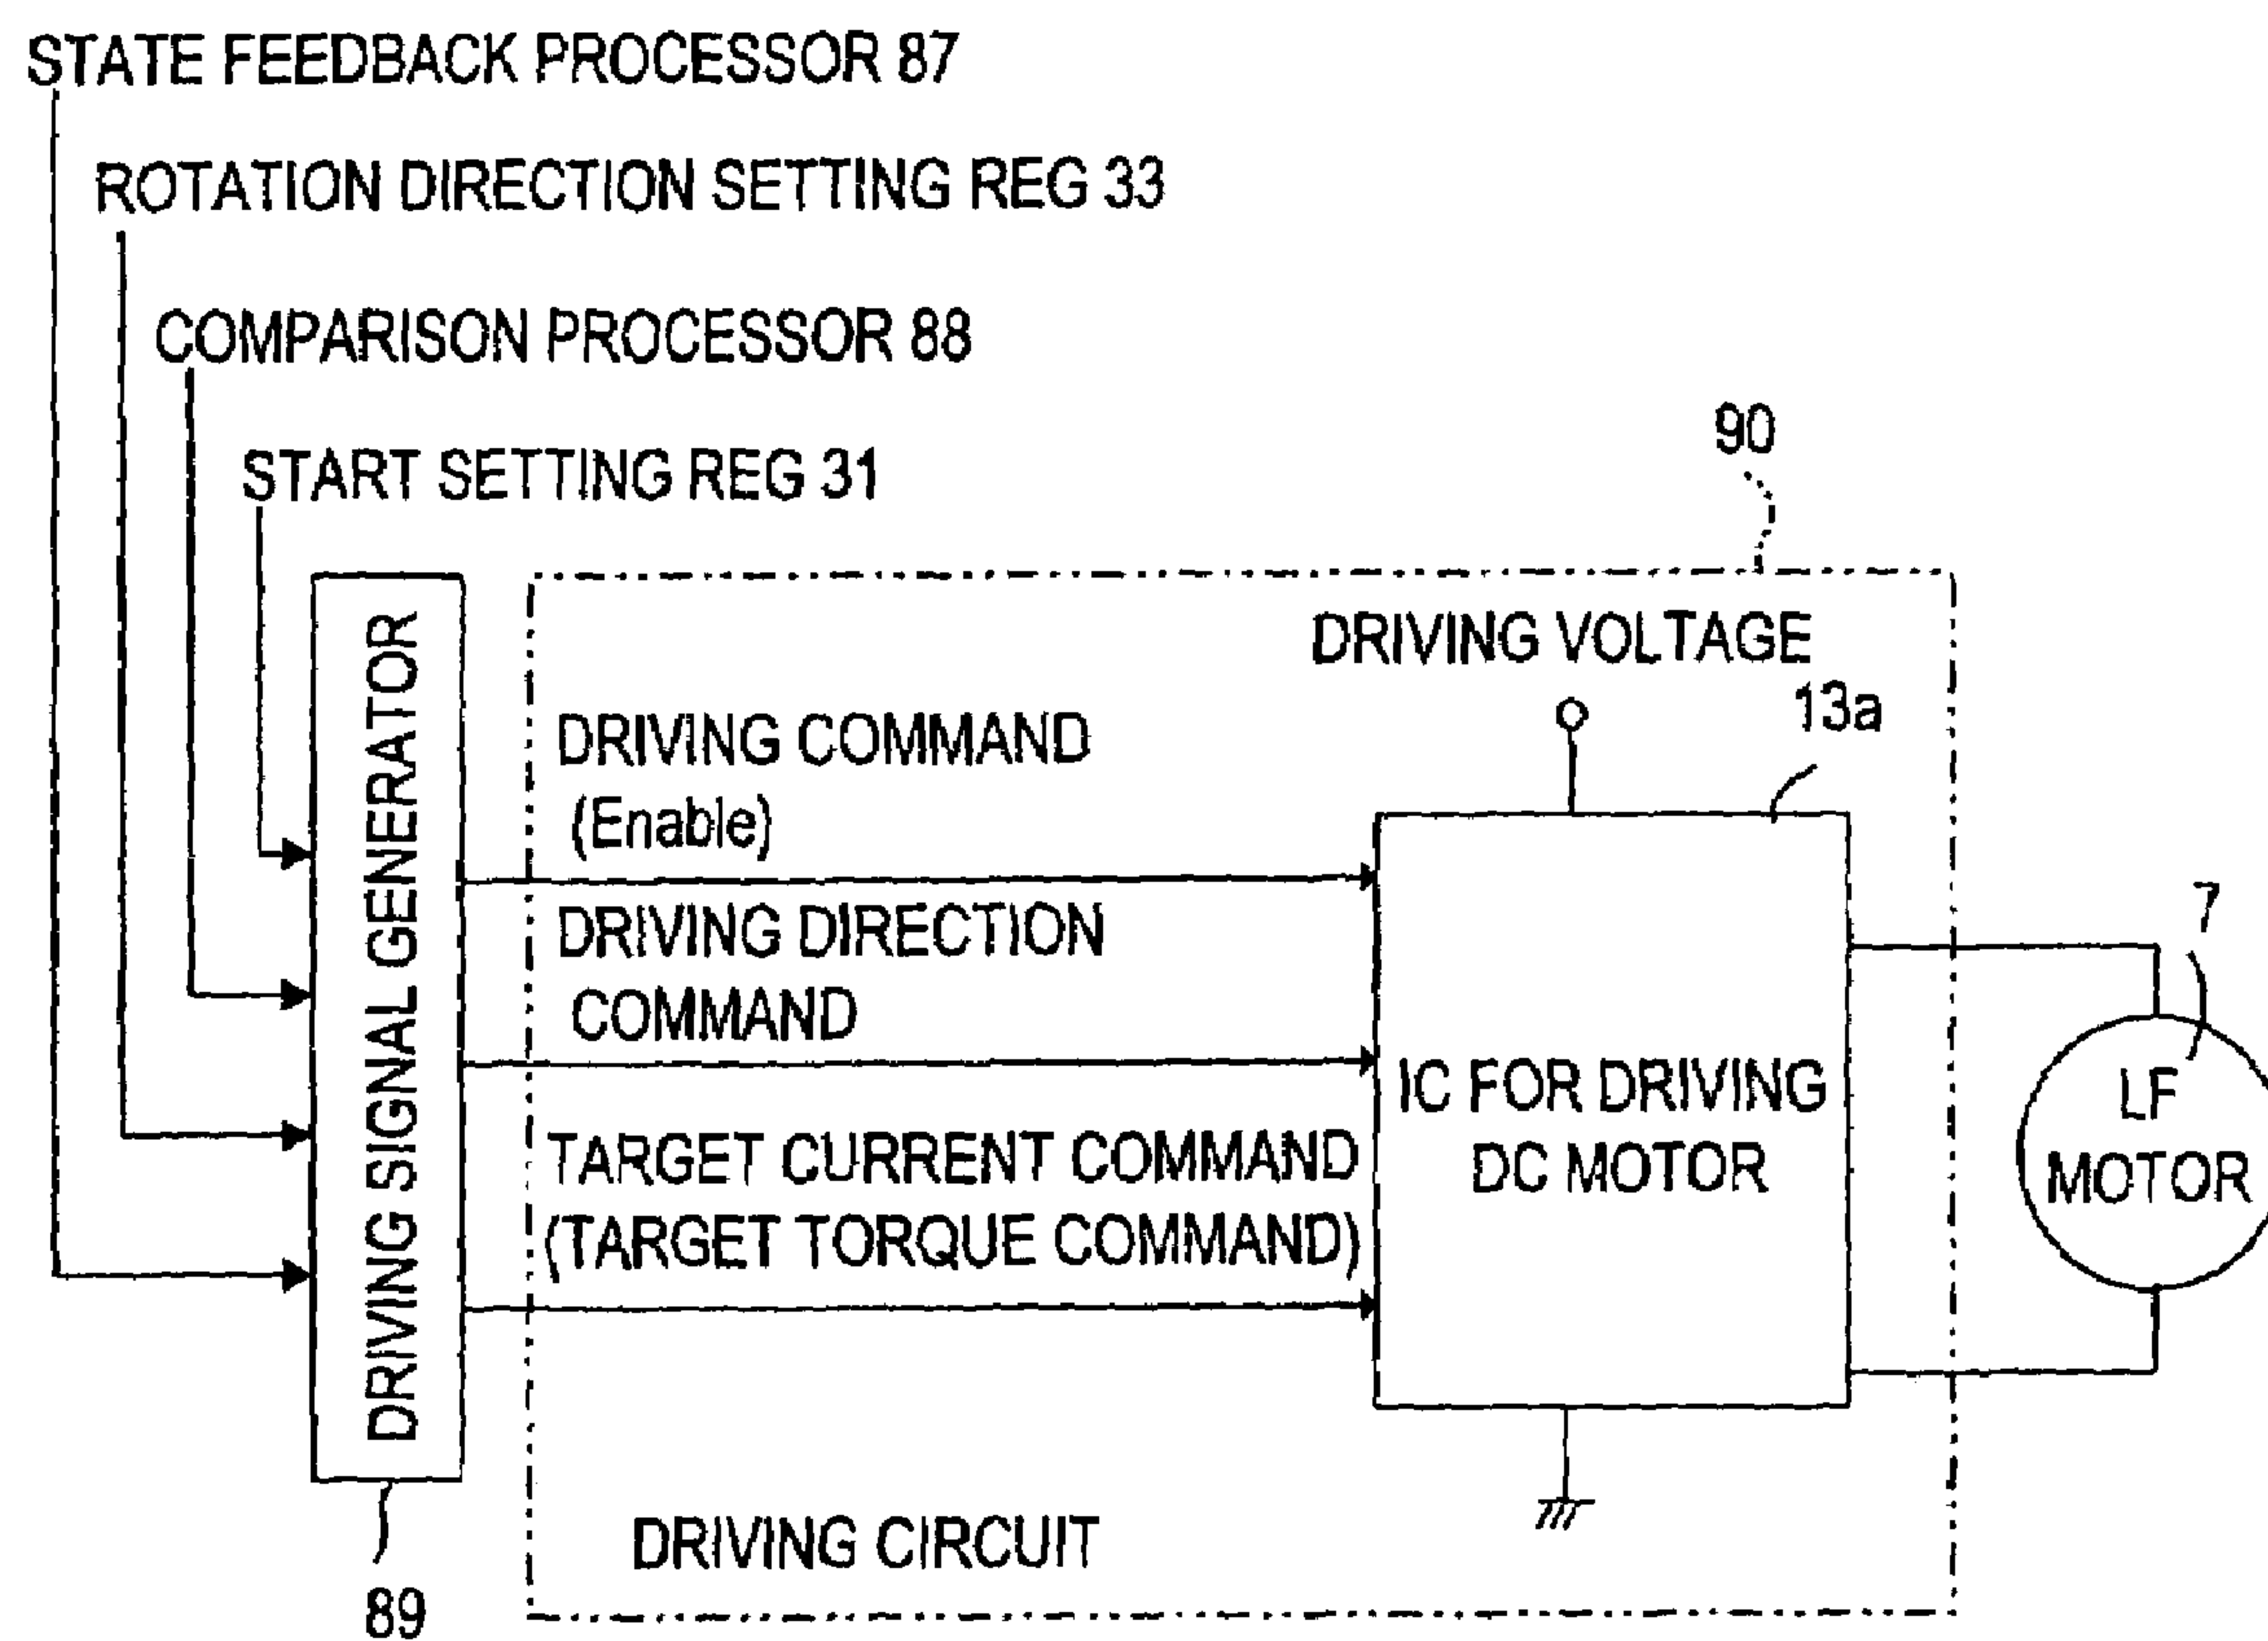 STATE FEEDBACK PROCESSOR 87
ROTATION DIRECTION SETTING REG 33
COMPARISON PROCESSOR 88
START SETTING REG 31
90
DRIVING VOLTAGE
13a
DRIVING SIGNAL GENERATOR
DRIVING COMMAND
(Enable)
DRIVING DIRECTION
COMMAND
TARGET CURRENT COMMAND
(TARGET TORQUE COMMAND)
IC FOR DRIVING
DC MOTOR
7
LF
MOTOR
DRIVING CIRCUIT
89